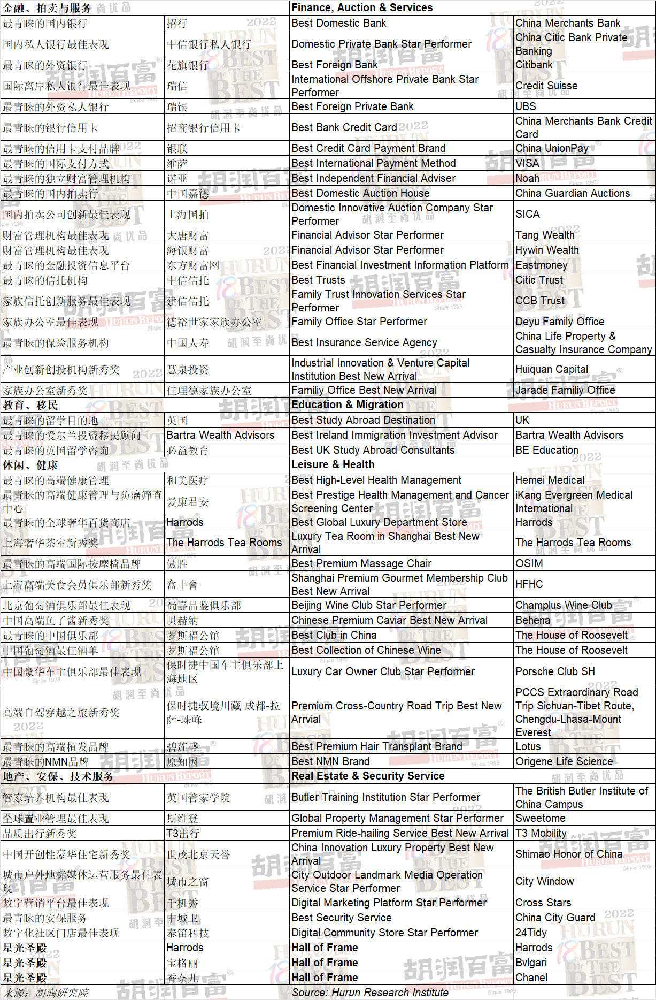 金融、拍卖与服务 Finance, Auction & Services
最青睐的国内银行 招行 Best Domestic Bank China Merchants Bank
国内私人银行最佳表现 中信银行私人银行 Domestic Private Bank Star Performer China Citic Bank Private
Banking
最青睐的外资银行 花旗银行 Best Foreign Bank Citibank
国际离岸私人银行最佳表现 瑞信 International Offshore Private Bank Star
Performer Credit Suisse
最青睐的外资私人银行 瑞银 Best Foreign Private Bank UBS
最青睐的银行信用卡 招商银行信用卡 Best Bank Credit Card China Merchants Bank Credit
Card
最青睐的信用卡支付品牌 银联 Best Credit Card Payment Brand China UnionPay
最青睐的国际支付方式 维萨 Best International Payment Method VISA
最青睐的独立财富管理机构 诺亚 Best Independent Financial Adviser Noah
最青睐的国内拍卖行 中国嘉德 Best Domestic Auction House China Guardian Auctions
国内拍卖公司创新最佳表现 上海国拍 Domestic Innovative Auction Company Star
Performer SICA
财富管理机构最佳表现 大唐财富 Financial Advisor Star Performer Tang Wealth
财富管理机构最佳表现 海银财富 Financial Advisor Star Performer Hywin Wealth
最青睐的金融投资信息平台 东方财富网 Best Financial Investment Information Platform Eastmoney
最青睐的信托机构 中信信托 Best Trusts Citic Trust
家族信托创新服务最佳表现 建信信托 Family Trust Innovation Services Star
Performer CCB Trust
家族办公室最佳表现 德裕世家家族办公室 Family Office Star Performer Deyu Family Office
最青睐的保险服务机构 中国人寿 Best Insurance Service Agency China Life Property &
Casualty Insurance Company
产业创新创投机构新秀奖 慧泉投资 Industrial Innovation & Venture Capital
Institution Best New Arrival Huiquan Capital
家族办公室新秀奖 佳理德家族办公室 Familiy Office Best New Arrival Jarade Familiy Office
教育、移民 Education & Migration
最青睐的留学目的地 英国 Best Study Abroad Destination UK
最青睐的爱尔兰投资移民顾问 Bartra Wealth Advisors Best Ireland Immigration Investment Advisor Bartra Wealth Advisors
最青睐的英国留学咨询 必益教育 Best UK Study Abroad Consultants BE Education
休闲、健康 Leisure & Health
最青睐的高端健康管理 和美医疗 Best High-Level Health Management Hemei Medical
最青睐的高端健康管理与防癌筛查
中心 爱康君安 Best Prestige Health Management and Cancer
Screening Center iKang Evergreen Medical
International
最青睐的全球奢华百货商店 Harrods Best Global Luxury Department Store Harrods
上海奢华茶室新秀奖 The Harrods Tea Rooms Luxury Tea Room in Shanghai Best New
Arrival The Harrods Tea Rooms
最青睐的高端国际按摩椅品牌 傲胜 Best Premium Massage Chair OSIM
上海高端美食会员俱乐部新秀奖 盒丰會 Shanghai Premium Gourmet Membership Club
Best New Arrival HFHC
北京葡萄酒俱乐部最佳表现 尚嘉品鉴俱乐部 Beijing Wine Club Star Performer Champlus Wine Club
中国高端鱼子酱新秀奖 贝赫纳 Chinese Premium Caviar Best New Arrival Behena
最青睐的中国俱乐部 罗斯福公馆 Best Club in China The House of Roosevelt
中国葡萄酒最佳酒单 罗斯福公馆 Best Collection of Chinese Wine The House of Roosevelt
中国豪华车主俱乐部最佳表现 保时捷中国车主俱乐部上
海地区 Luxury Car Owner Club Star Performer Porsche Club SH
高端自驾穿越之旅新秀奖 保时捷驭境川藏 成都-拉
萨-珠峰 Premium Cross-Country Road Trip Best New
Arrvial PCCS Extraordinary Road
Trip Sichuan-Tibet Route,
Chengdu-Lhasa-Mount
Everest
最青睐的高端植发品牌 碧莲盛 Best Premium Hair Transplant Brand Lotus
最青睐的NMN品牌 原知因 Best NMN Brand Origene Life Science
地产、安保、技术服务 Real Estate & Security Service
管家培养机构最佳表现 英国管家学院 Butler Training Institution Star Performer The British Butler Institute of
China Campus
全球置业管理最佳表现 斯维登 Global Property Management Star Performer Sweetome
品质出行新秀奖 T3出行 Premium Ride-hailing Service Best New Arrival T3 Mobility
中国开创性豪华住宅新秀奖 世茂北京天誉 China Innovation Luxury Property Best New
Arrival Shimao Honor of China
城市户外地标媒体运营服务最佳表
现 城市之窗 City Outdoor Landmark Media Operation
Service Star Performer City Window
数字营销平台最佳表现 千机秀 Digital Marketing Platform Star Performer Cross Stars
最青睐的安保服务 中城卫 Best Security Service China City Guard
数字化社区门店最佳表现 泰笛科技 Digital Community Store Star Performer 24Tidy
星光圣殿 Harrods Hall of Frame Harrods
星光圣殿 宝格丽 Hall of Frame Bvlgari
星光圣殿 香奈儿 Hall of Frame Chanel
来源：胡润研究院 Source: Hurun Research Institute